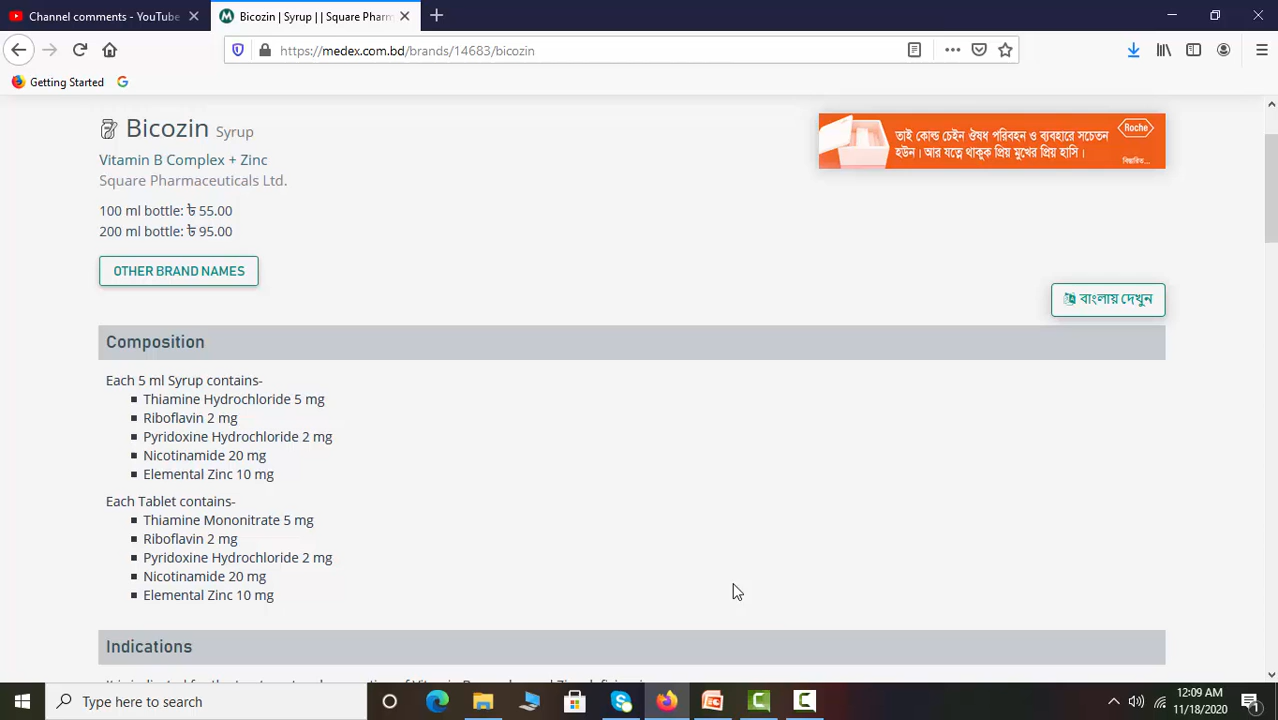 Channel comments - YouTube
Bicozin | Syrup | | Square Pharm
https://medex.com.bd/brands/14683/bicozin
Getting Started
Bicozin Syrup
Vitamin B Complex + Zinc
Square Pharmaceuticals Ltd.
100 ml bottle: ৳ 55.00
200 ml bottle: ৳ 95.00
OTHER BRAND NAMES
তাই কোল্ড চেইন ঔষধ পরিবহন ও ব্যবহারে সচেতন
হউন। আর যত্নে থাকুক প্রিয় মুখের প্রিয় হাসি।
Roche
বিস্তারিত...
বাংলায় দেখুন
Composition
Each 5 ml Syrup contains-
Thiamine Hydrochloride 5 mg
Riboflavin 2 mg
Pyridoxine Hydrochloride 2 mg
Nicotinamide 20 mg
Elemental Zinc 10 mg
Each Tablet contains-
Thiamine Mononitrate 5 mg
Riboflavin 2 mg
Pyridoxine Hydrochloride 2 mg
Nicotinamide 20 mg
Elemental Zinc 10 mg
Indications
Type here to search
12:09 AM
11/18/2020